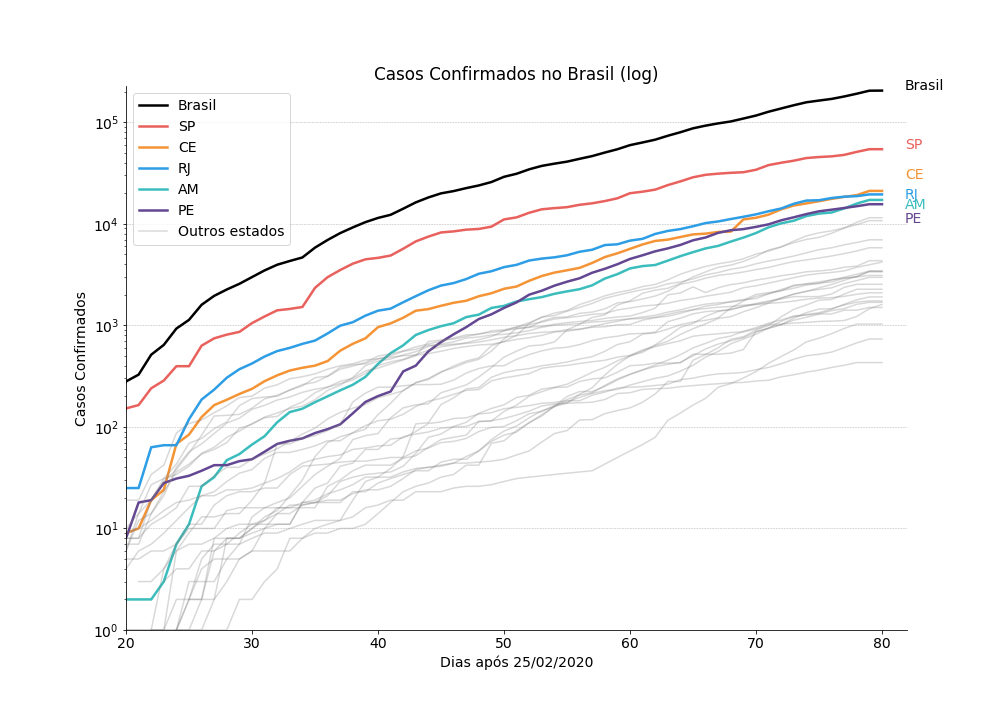 Casos Confirmados no Brasil (log)
Brasil
SP
CE
RJ
AM
PE
Outros estados
Brasil
SP
CE
RJ
AM
PE
10^5
10^4
10^3
10^2
10^1
10^0
Casos Confirmados
20 30 40 50 60 70 80
Dias após 25/02/2020